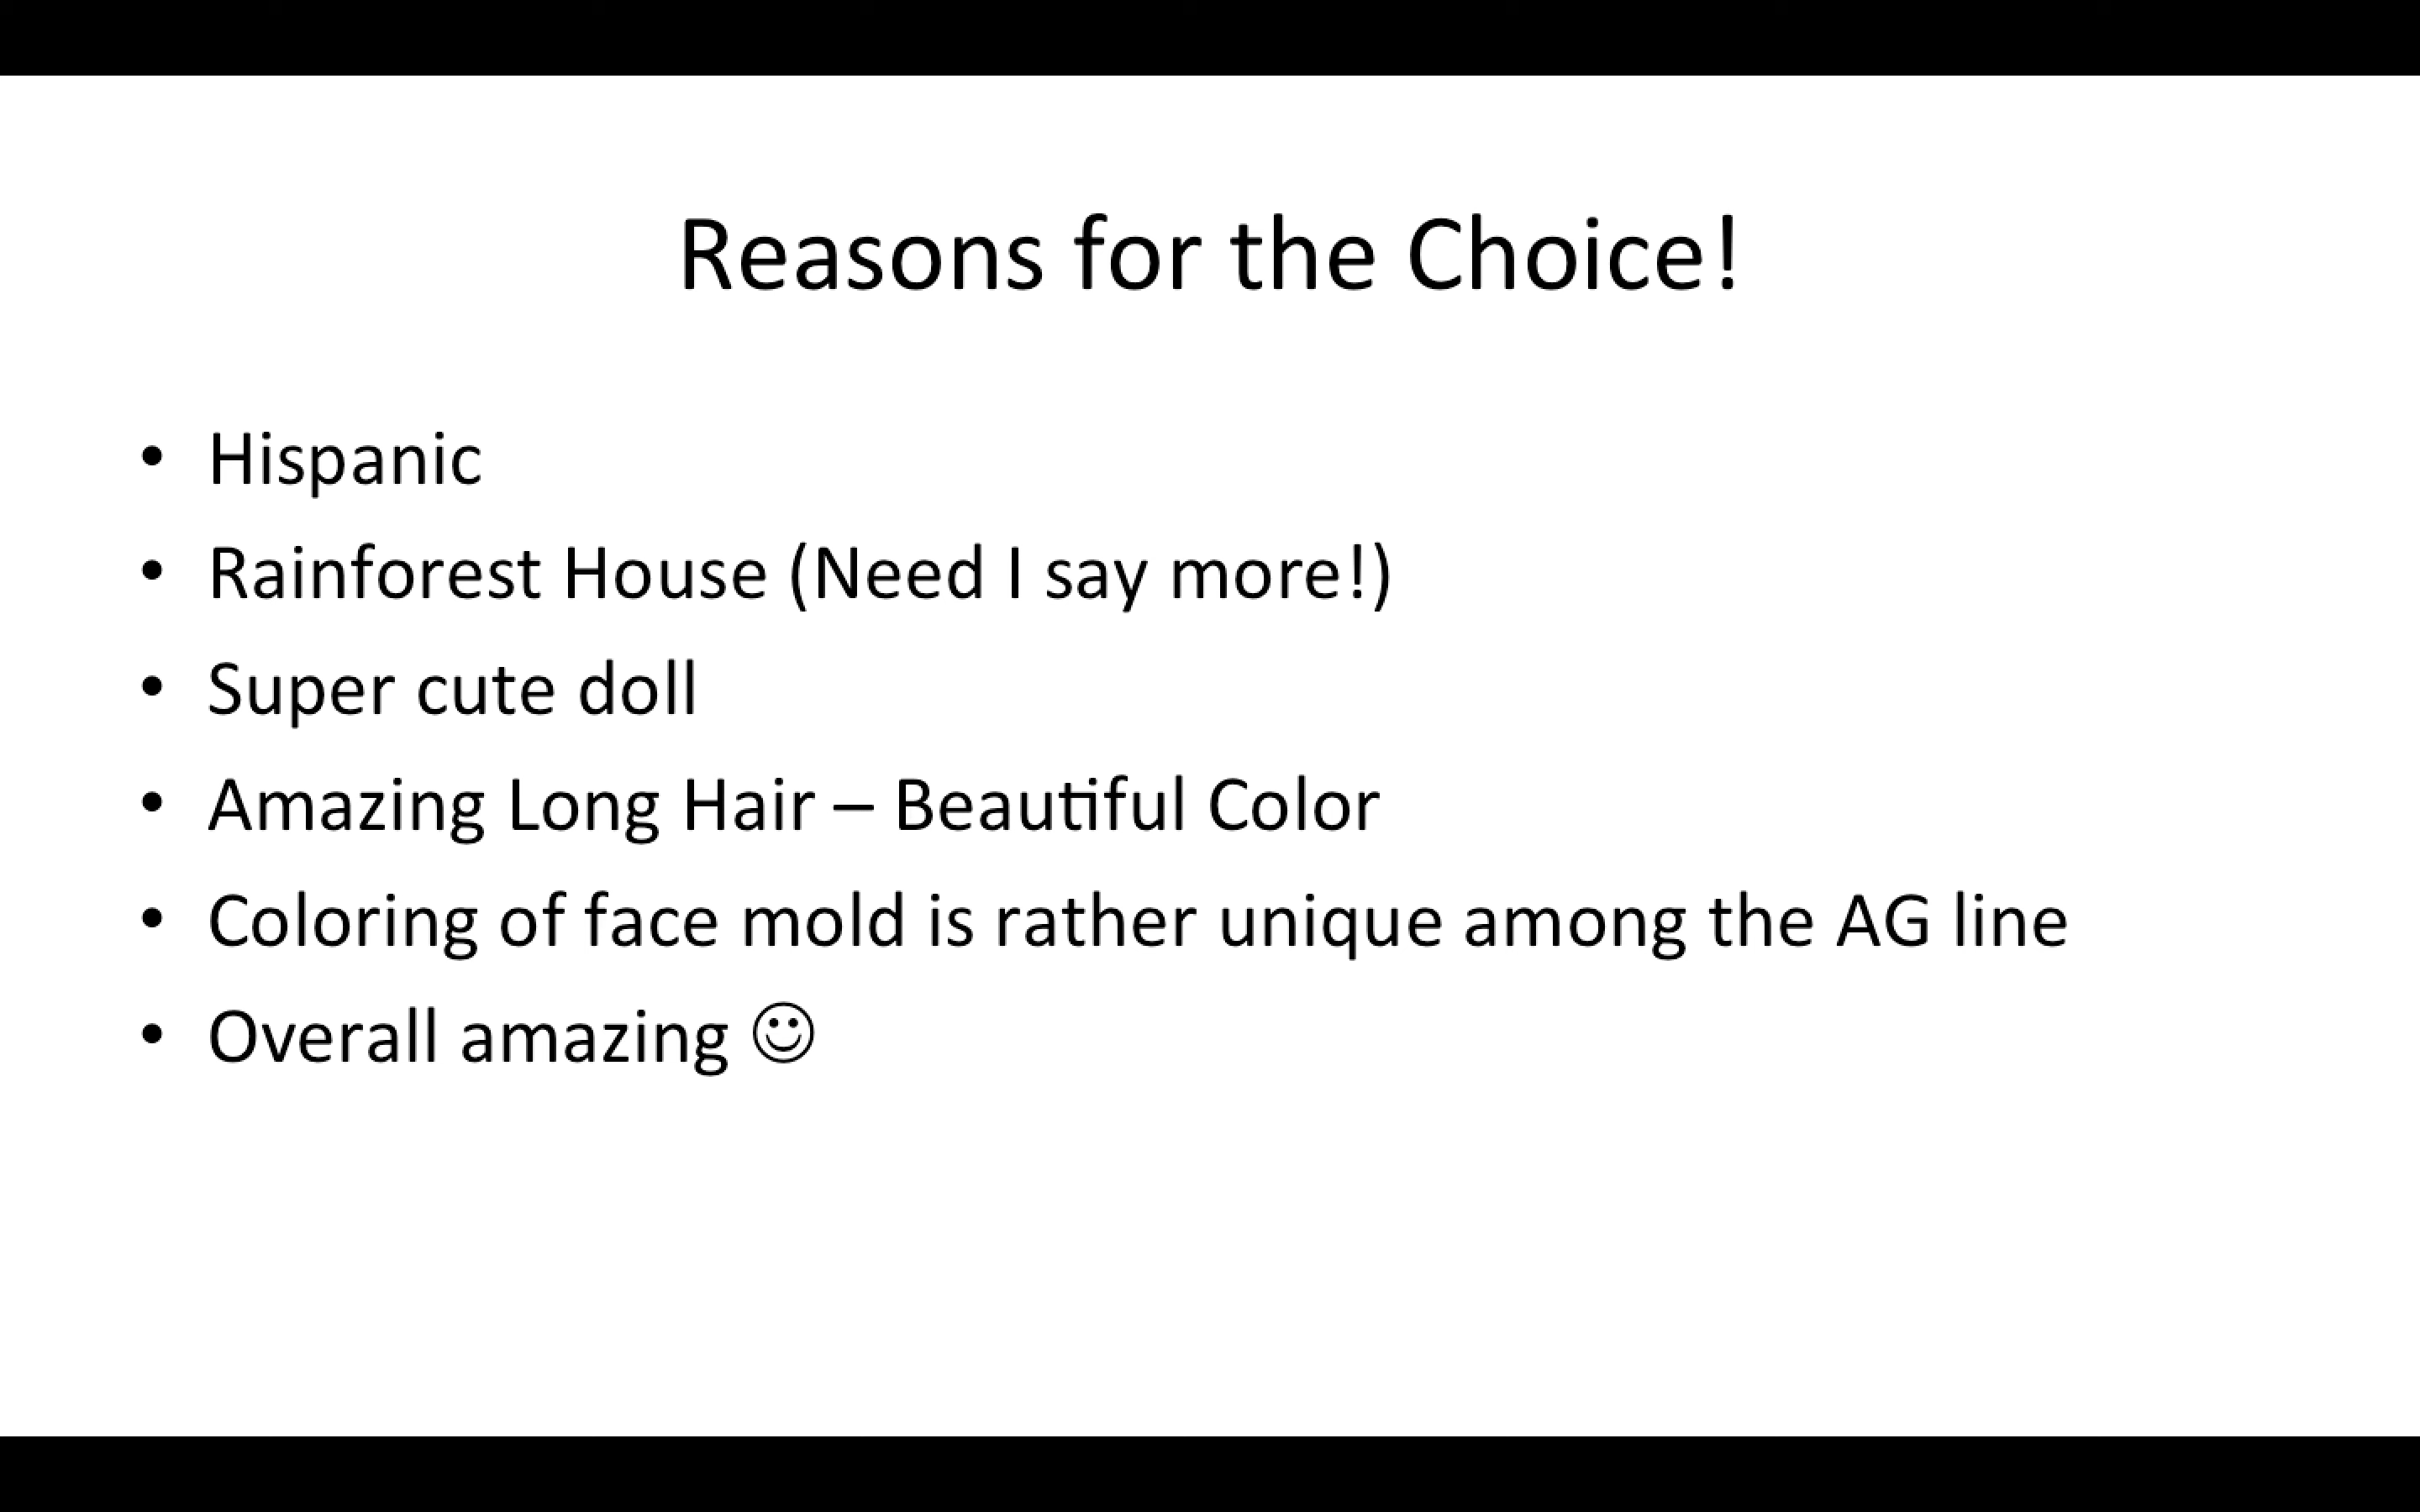 Reasons for the Choice!
• Hispanic
• Rainforest House (Need I say more!)
• Super cute doll
• Amazing Long Hair – Beautiful Color
• Coloring of face mold is rather unique among the AG line
• Overall amazing ☺